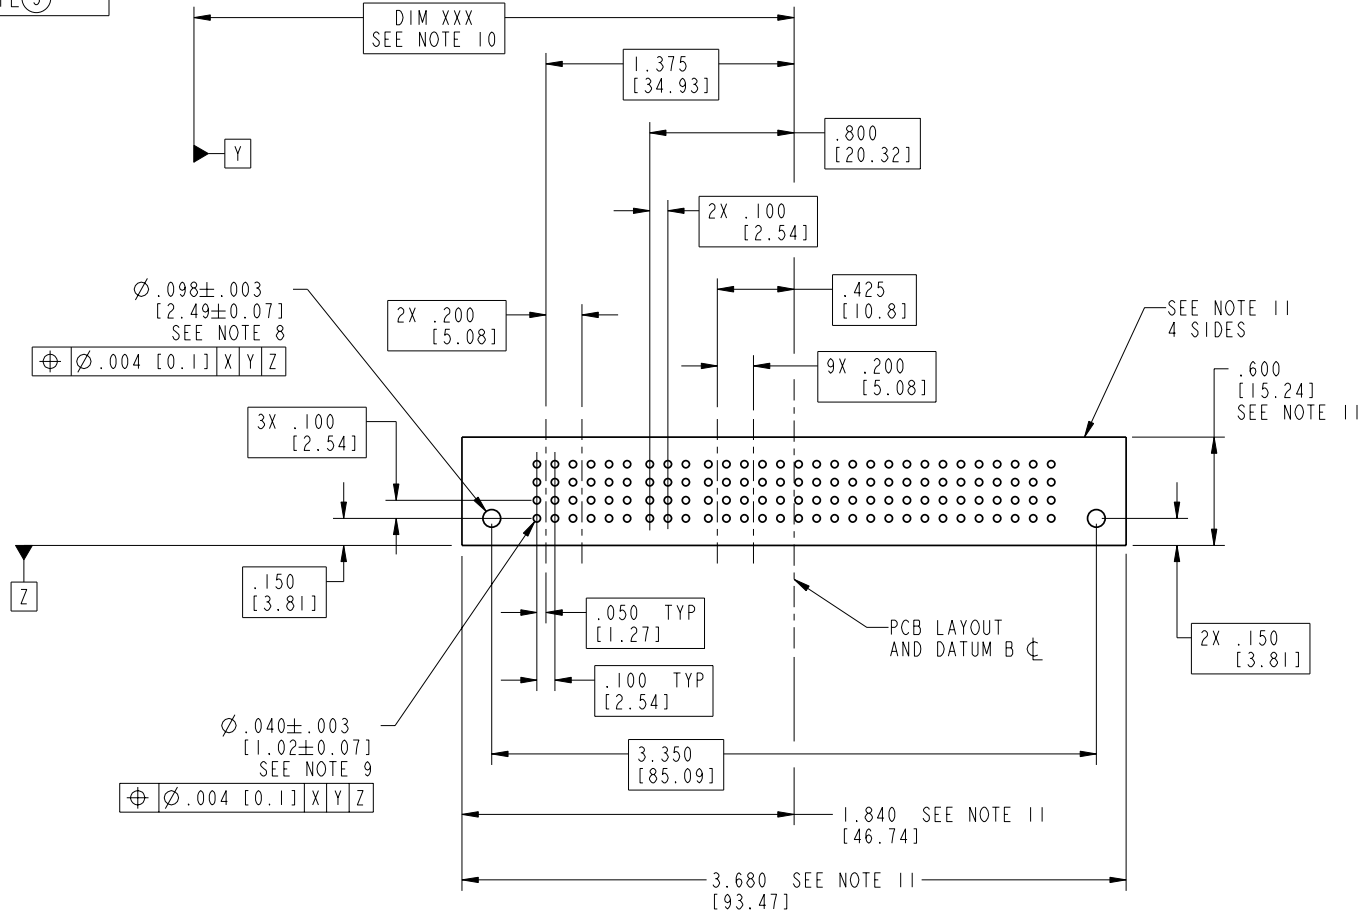 DIM XXX
SEE NOTE 10
1.375
[34.93]
.800
[20.32]
Y
2X .100
[2.54]
Ø.098±.003
[2.49±0.07]
SEE NOTE 8
⌖ Ø.004 [0.1] X Y Z
2X .200
[5.08]
.425
[10.8]
SEE NOTE 11
4 SIDES
9X .200
[5.08]
.600
[15.24]
SEE NOTE 11
3X .100
[2.54]
Z
.150
[3.81]
.050 TYP
[1.27]
PCB LAYOUT
AND DATUM B ℄
2X .150
[3.81]
.100 TYP
[2.54]
Ø.040±.003
[1.02±0.07]
SEE NOTE 9
⌖ Ø.004 [0.1] X Y Z
3.350
[85.09]
1.840 SEE NOTE 11
[46.74]
3.680 SEE NOTE 11
[93.47]